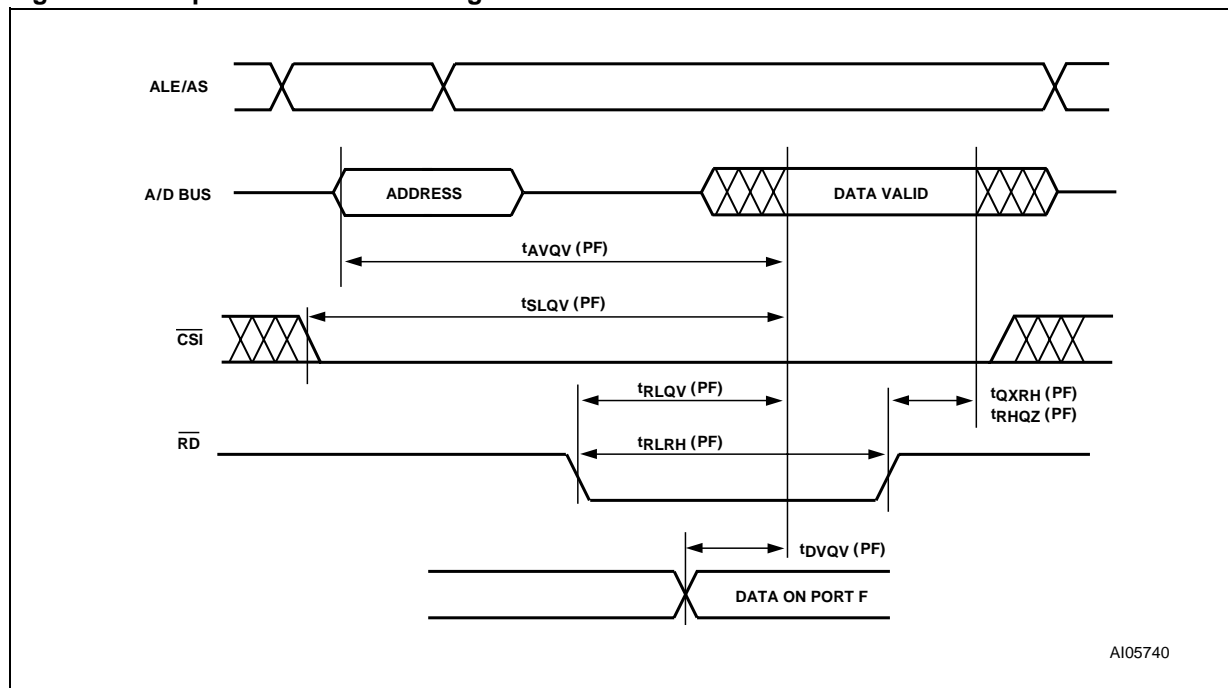 ALE/AS
A/D BUS
ADDRESS
DATA VALID
tAVQV (PF)
tSLQV (PF)
CSI
tRLQV (PF)
tQXRH (PF)
tRHQZ (PF)
RD
tRLRH (PF)
tDVQV (PF)
DATA ON PORT F
AI05740